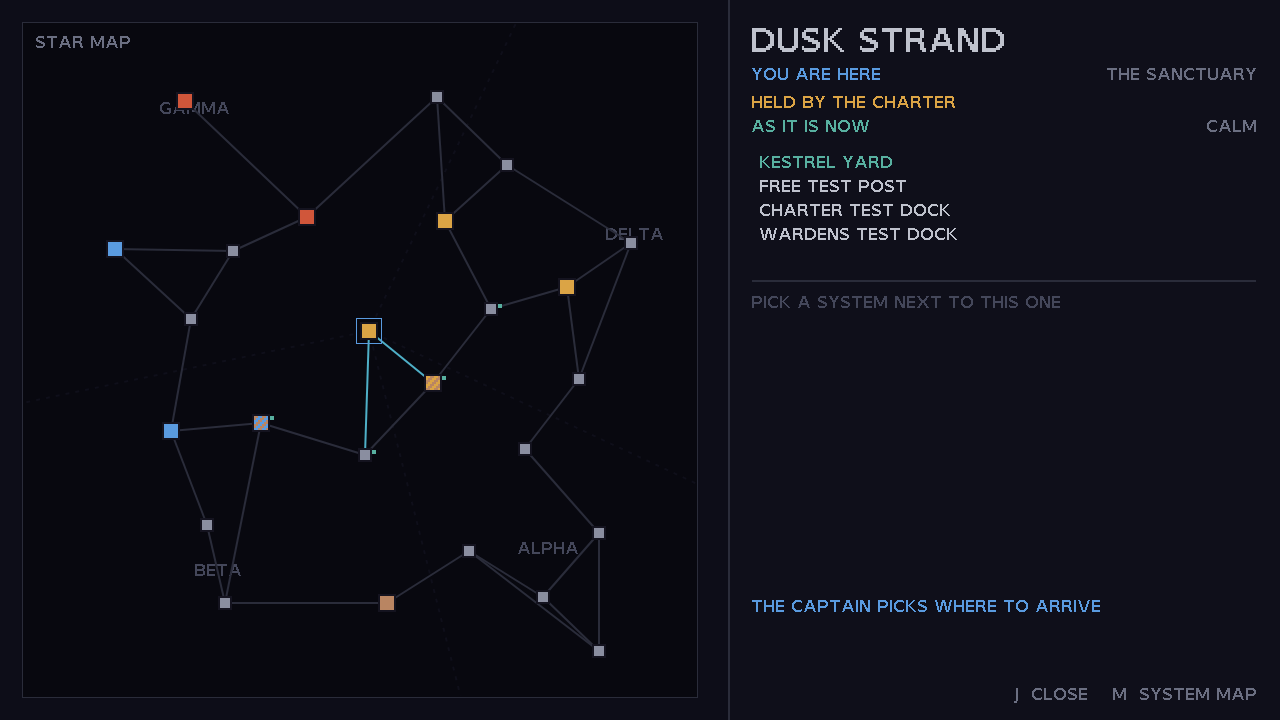 STAR MAP
GAMMA
DELTA
ALPHA
BETA
DUSK STRAND
YOU ARE HERE
THE SANCTUARY
HELD BY THE CHARTER
AS IT IS NOW
CALM
KESTREL YARD
FREE TEST POST
CHARTER TEST DOCK
WARDENS TEST DOCK
PICK A SYSTEM NEXT TO THIS ONE
THE CAPTAIN PICKS WHERE TO ARRIVE
J CLOSE M SYSTEM MAP